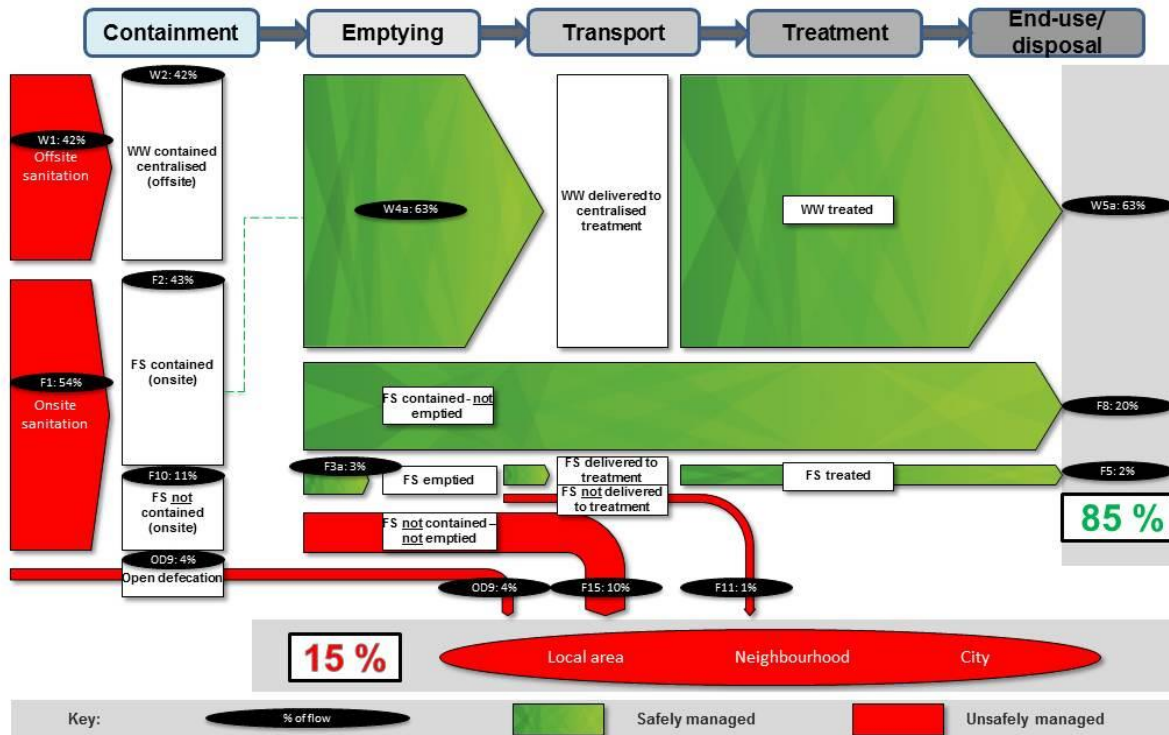 Containment
Emptying
Transport
Treatment
End-use/
disposal
W2: 42%
W1: 42%
Offsite
sanitation
WW contained
centralised
(offsite)
W4a: 63%
WW delivered to
centralised
treatment
WW treated
W5a: 63%
F2: 43%
FS contained
(onsite)
F1: 54%
Onsite
sanitation
FS contained - not
emptied
F8: 20%
F10: 11%
FS not
contained
(onsite)
F3a: 3%
FS emptied
FS delivered to
treatment
FS not delivered
to treatment
FS treated
F5: 2%
85 %
FS not contained –
not emptied
OD9: 4%
Open defecation
OD9: 4%
F15: 10%
F11: 1%
15 %
Local area
Neighbourhood
City
Key:
% of flow
Safely managed
Unsafely managed